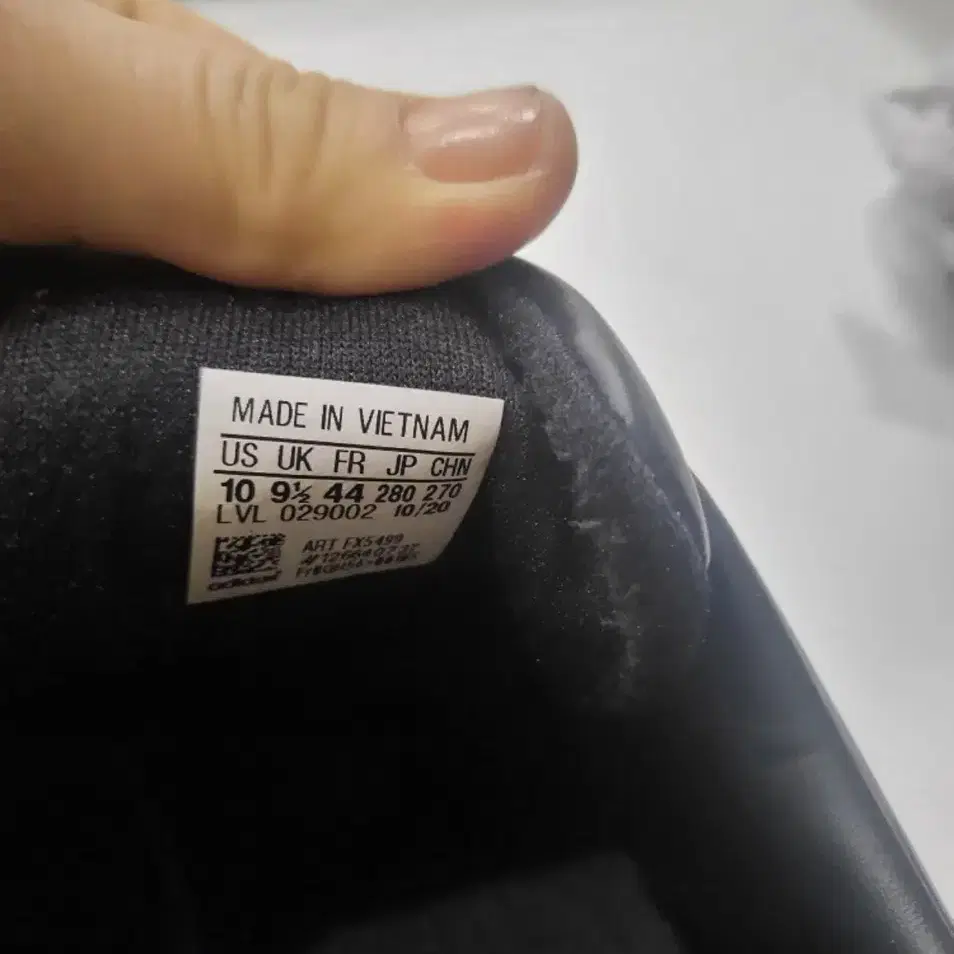 MADE IN VIETNAM
US UK FR JP CHN
10 9½ 44 280 270
LVL 029002 10/20
ART FX5499
adidas